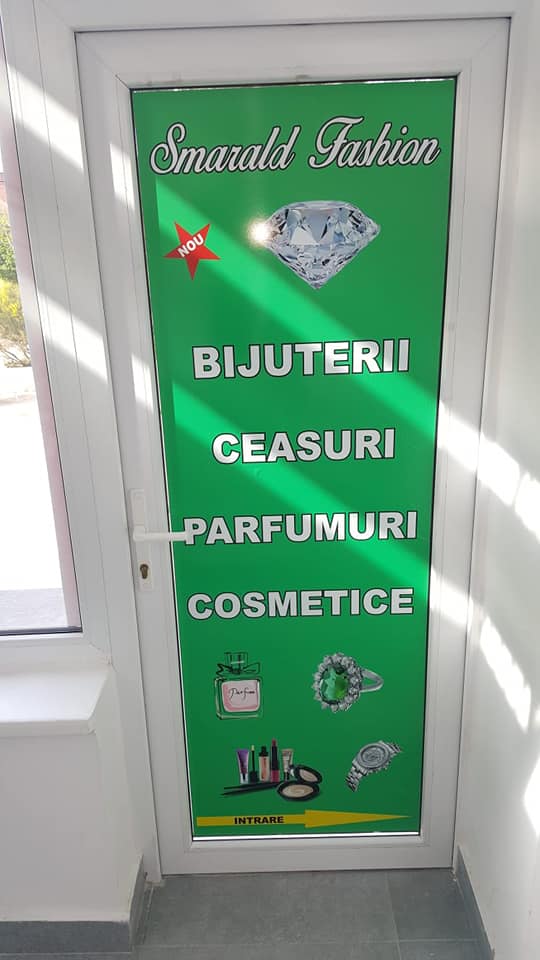 Smarald Fashion
NOU
BIJUTERII
CEASURI
PARFUMURI
COSMETICE
Parfum
INTRARE